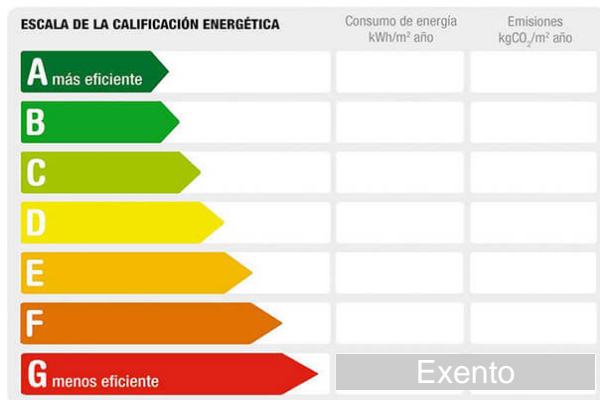 ESCALA DE LA CALIFICACIÓN ENERGÉTICA
Consumo de energía
kWh/m² año
Emisiones
kgCO₂/m² año
A más eficiente
B
C
D
E
F
G menos eficiente
Exento